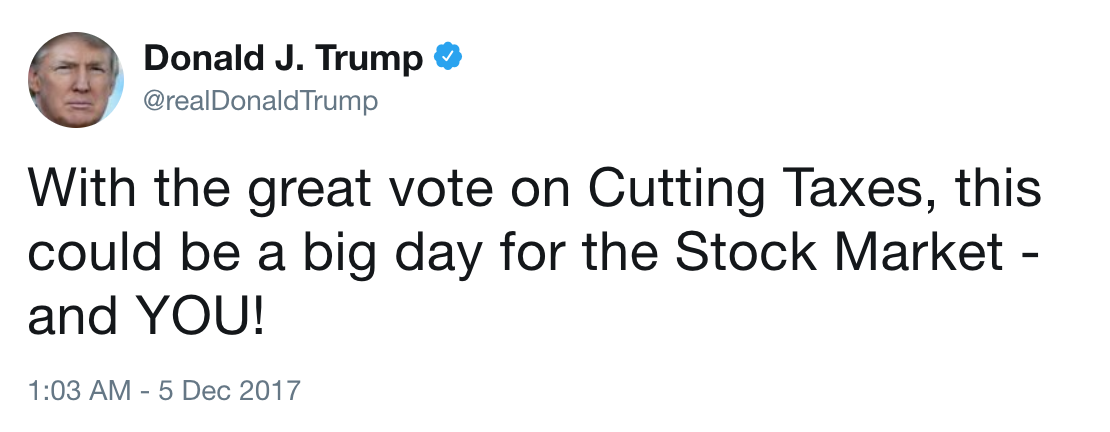 Donald J. Trump
@realDonaldTrump
With the great vote on Cutting Taxes, this
could be a big day for the Stock Market -
and YOU!
1:03 AM - 5 Dec 2017